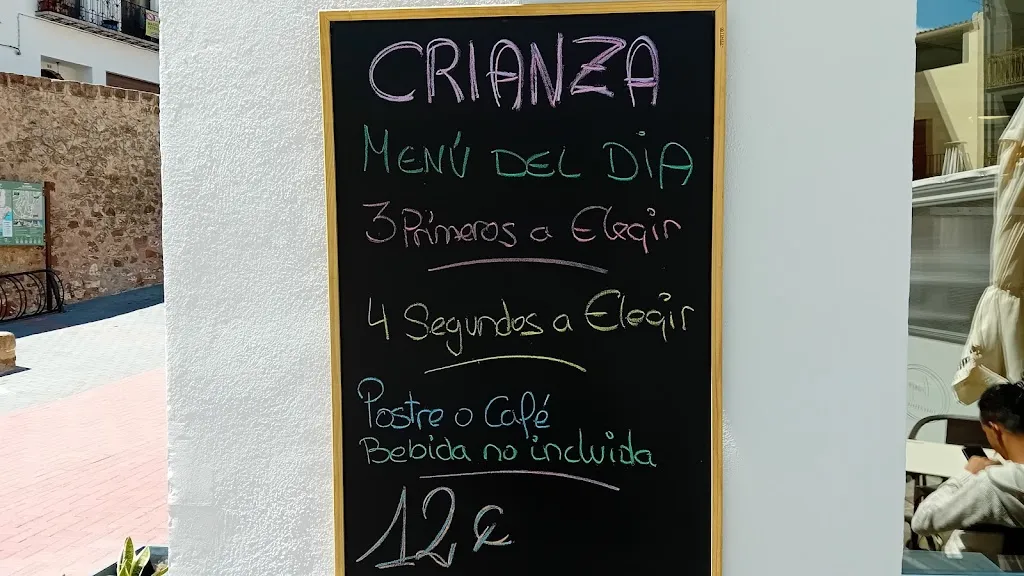 CRIANZA
MENÚ DEL DIA
3 Primeros a Elegir
4 Segundos a Elegir
Postre o Café
Bebida no incluida
12 €